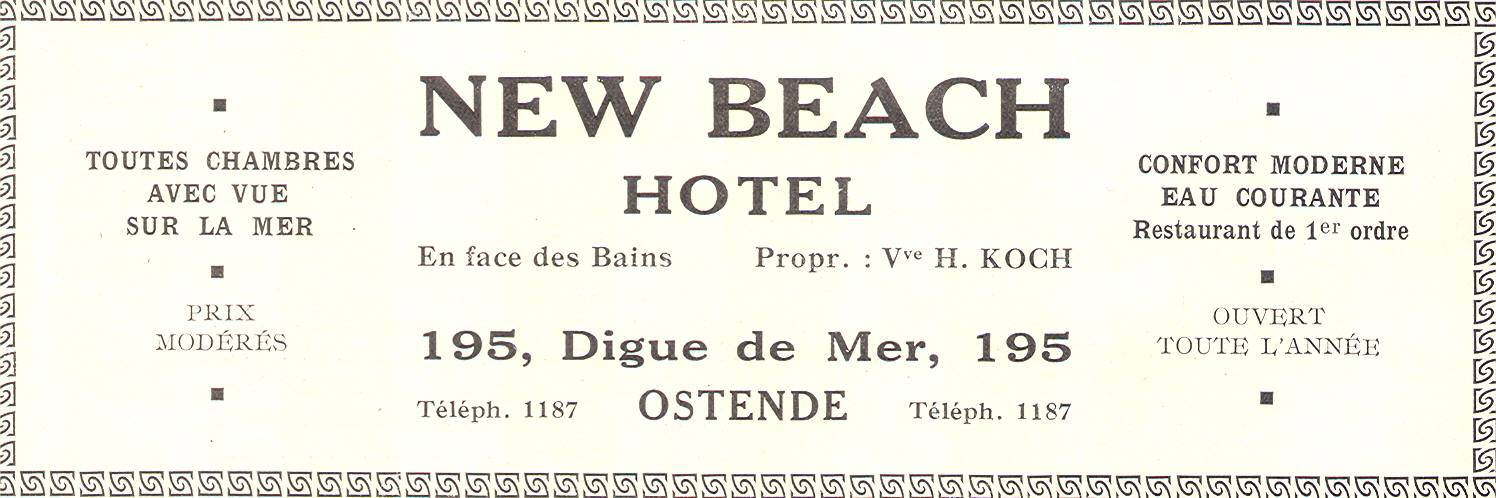 TOUTES CHAMBRES
AVEC VUE
SUR LA MER
PRIX
MODÉRÉS
NEW BEACH
HOTEL
En face des Bains Propr. : Vve H. KOCH
195, Digue de Mer, 195
Téléph. 1187 OSTENDE Téléph. 1187
CONFORT MODERNE
EAU COURANTE
Restaurant de 1er ordre
OUVERT
TOUTE L'ANNÉE